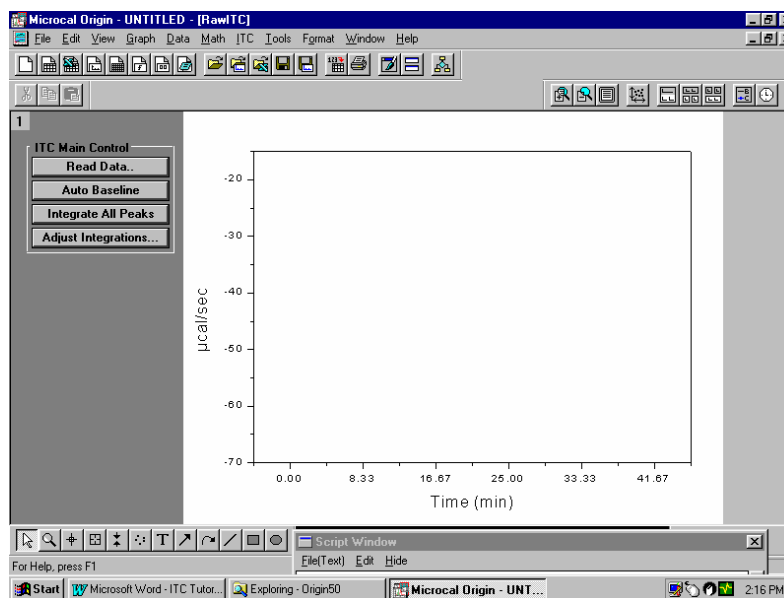 Microcal Origin - UNTITLED - [RawITC]
File Edit View Graph Data Math ITC Tools Format Window Help
1
ITC Main Control
Read Data..
Auto Baseline
Integrate All Peaks
Adjust Integrations...
-20
-30
-40
-50
-60
-70
µcal/sec
0.00 8.33 16.67 25.00 33.33 41.67
Time (min)
T
Script Window
File(Text) Edit Hide
For Help, press F1
Start Microsoft Word - ITC Tutor... Exploring - Origin50 Microcal Origin - UNT... 2:16 PM